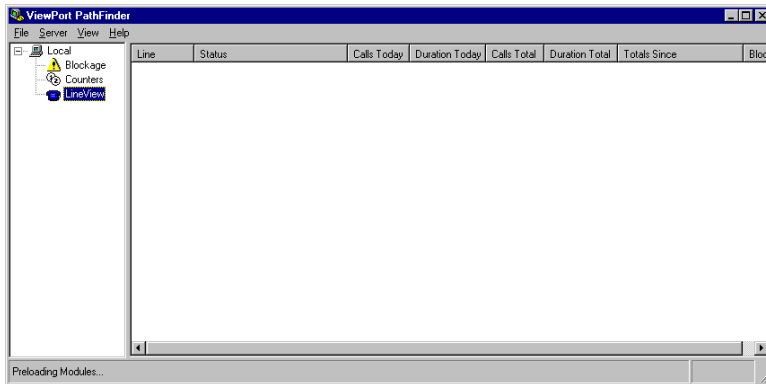 ViewPort PathFinder
File Server View Help
Local
Blockage
Counters
LineView
Line Status Calls Today Duration Today Calls Total Duration Total Totals Since Bloc
Preloading Modules...